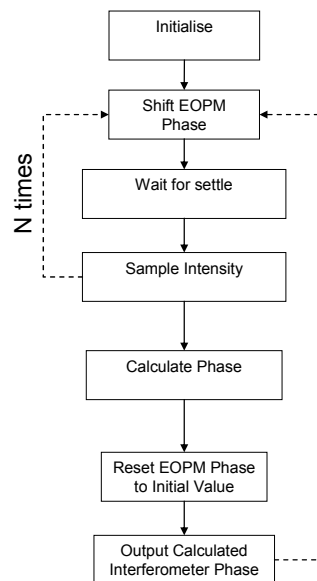 Initialise
Shift EOPM
Phase
N times
Wait for settle
Sample Intensity
Calculate Phase
Reset EOPM Phase
to Initial Value
Output Calculated
Interferometer Phase